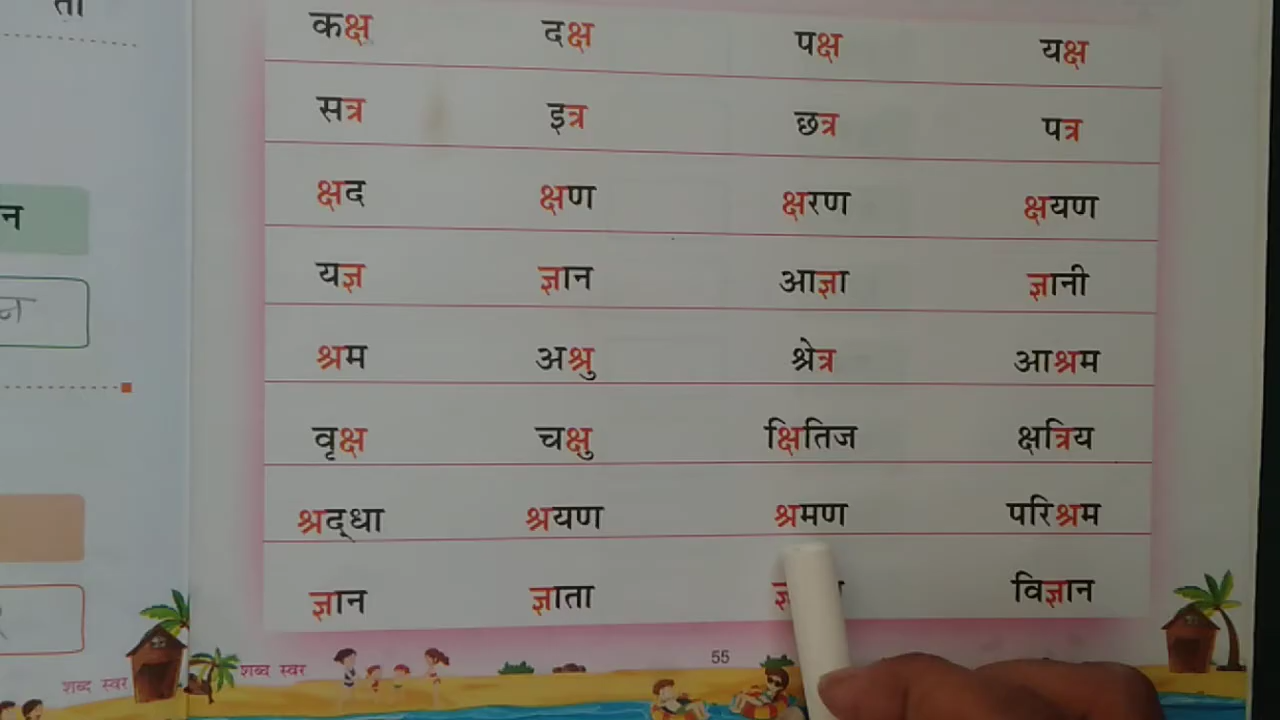 ता
कक्ष दक्ष पक्ष यक्ष
सत्र इत्र छत्र पत्र
क्षद क्षण क्षरण क्षयण
न
यज्ञ ज्ञान आज्ञा ज्ञानी
न
श्रम अश्रु श्रेत्र आश्रम
वृक्ष चक्षु क्षितिज क्षत्रिय
श्रद्‌धा श्रयण श्रमण परिश्रम
ज्ञान ज्ञाता विज्ञान
शब्द स्वर 55
शब्द स्वर